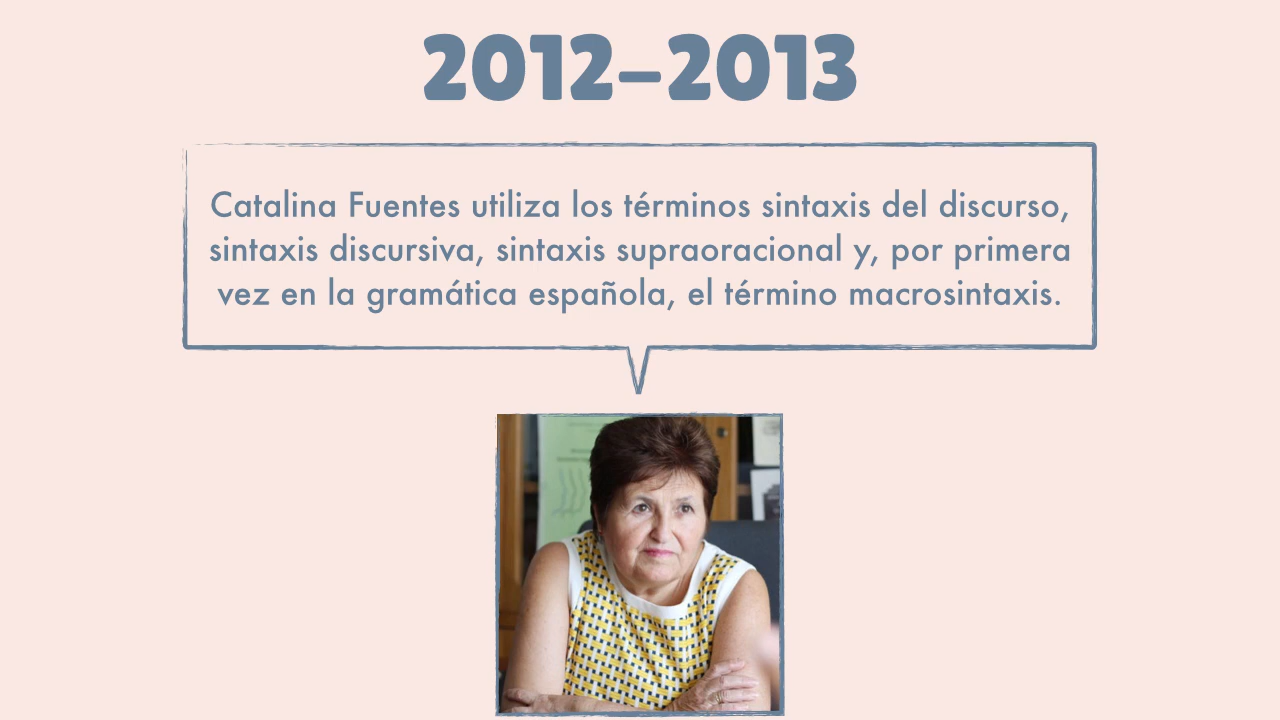 2012–2013
Catalina Fuentes utiliza los términos sintaxis del discurso,
sintaxis discursiva, sintaxis supraoracional y, por primera
vez en la gramática española, el término macrosintaxis.